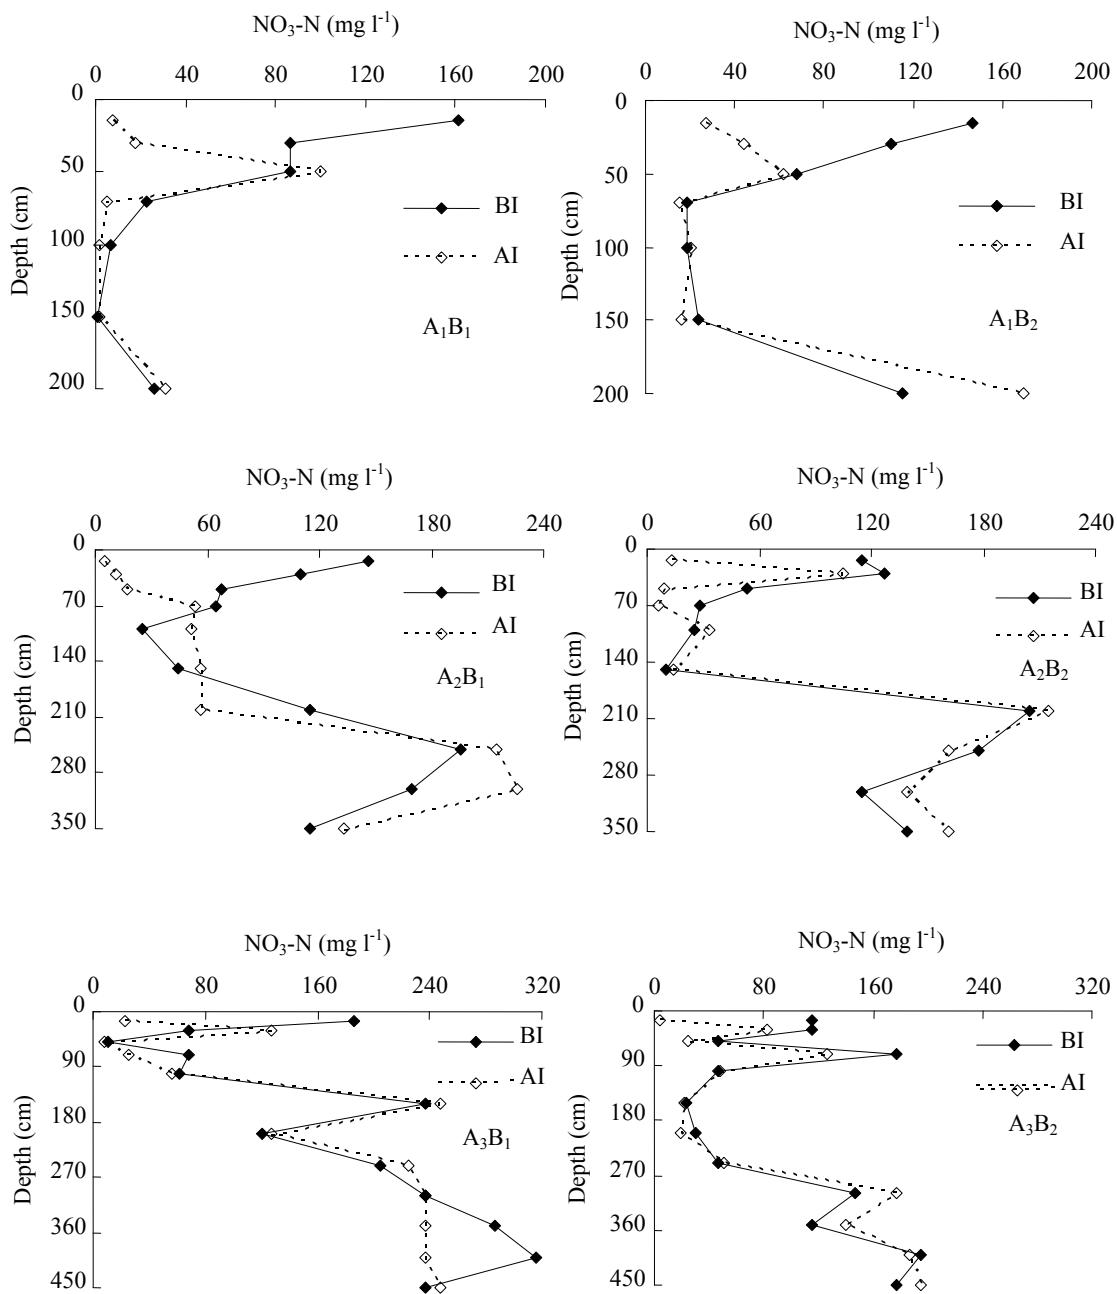 NO₃-N (mg l⁻¹)
0 40 80 120 160 200
0
50
100
150
200
Depth (cm)
BI
AI
A₁B₁
NO₃-N (mg l⁻¹)
0 40 80 120 160 200
0
50
100
150
200
Depth (cm)
BI
AI
A₁B₂
NO₃-N (mg l⁻¹)
0 60 120 180 240
0
70
140
210
280
350
Depth (cm)
BI
AI
A₂B₁
NO₃-N (mg l⁻¹)
0 60 120 180 240
0
70
140
210
280
350
Depth (cm)
BI
AI
A₂B₂
NO₃-N (mg l⁻¹)
0 80 160 240 316
0
90
180
270
360
450
Depth (cm)
BI
AI
A₃B₁
NO₃-N (mg l⁻¹)
0 80 160 240 320
0
90
180
270
360
450
Depth (cm)
BI
AI
A₃B₂